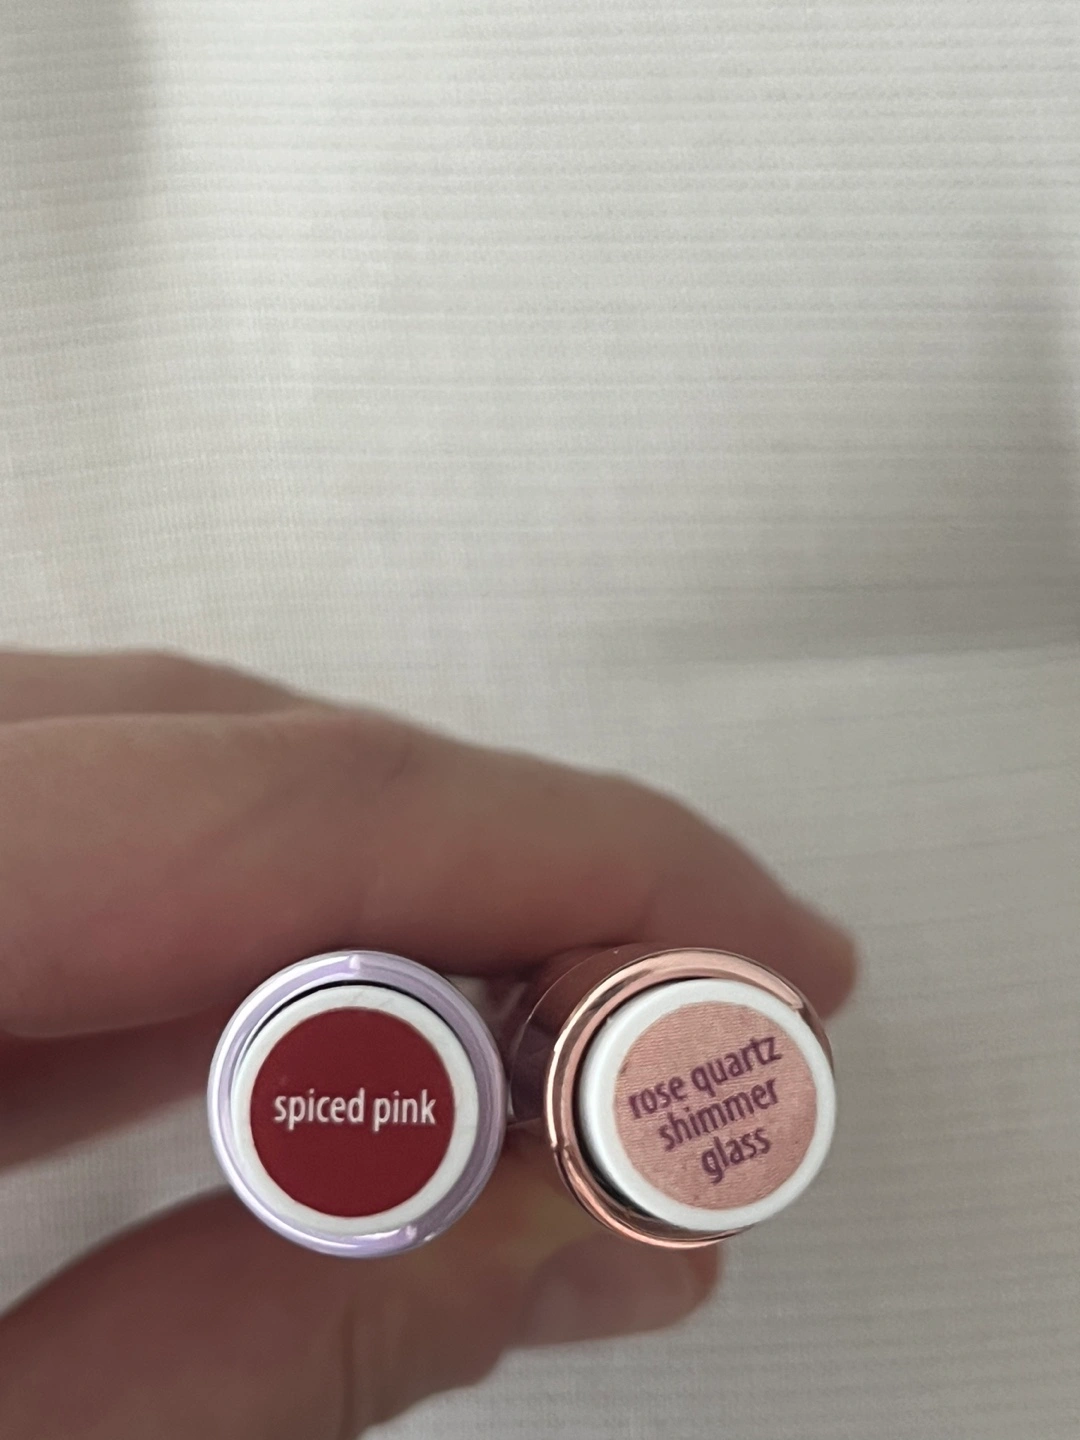 spiced pink
rose quartz
shimmer
glass